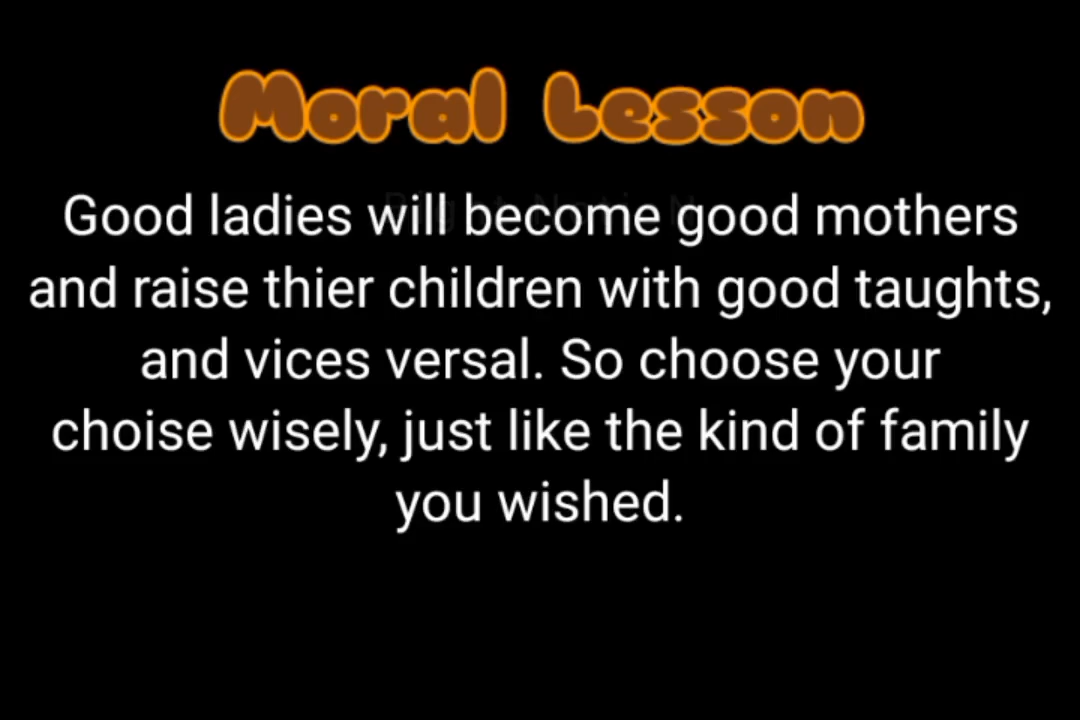 Moral Lesson
Good ladies will become good mothers
and raise thier children with good taughts,
and vices versal. So choose your
choise wisely, just like the kind of family
you wished.